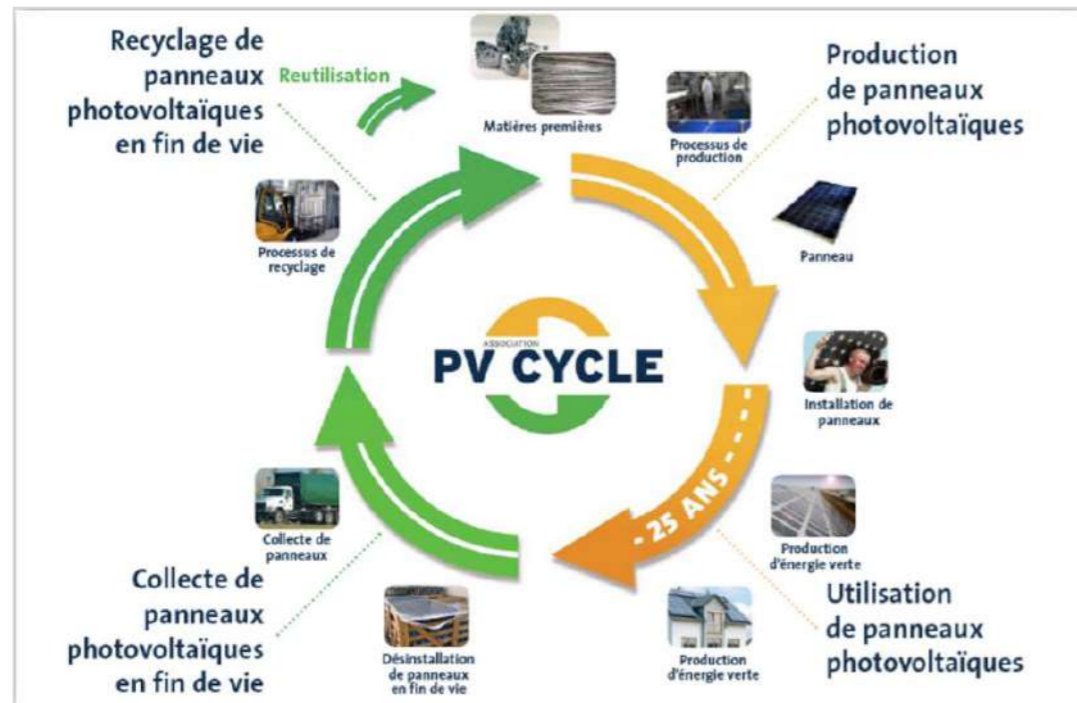 Recyclage de
panneaux
photovoltaïques
en fin de vie
Reutilisation
Matières premières
Processus de
production
Production
de panneaux
photovoltaïques
Panneau
Processus de
recyclage
ASSOCIATION
PV CYCLE
Installation de
panneaux
- 25 ANS -
Production
d'énergie verte
Utilisation
de panneaux
photovoltaïques
Production
d'énergie verte
Désinstallation
de panneaux
en fin de vie
Collecte de
panneaux
Collecte de
panneaux
photovoltaïques
en fin de vie